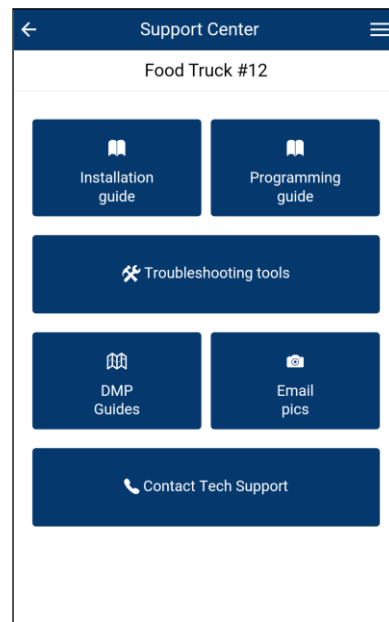 Support Center
Food Truck #12
Installation
guide
Programming
guide
Troubleshooting tools
DMP
Guides
Email
pics
Contact Tech Support